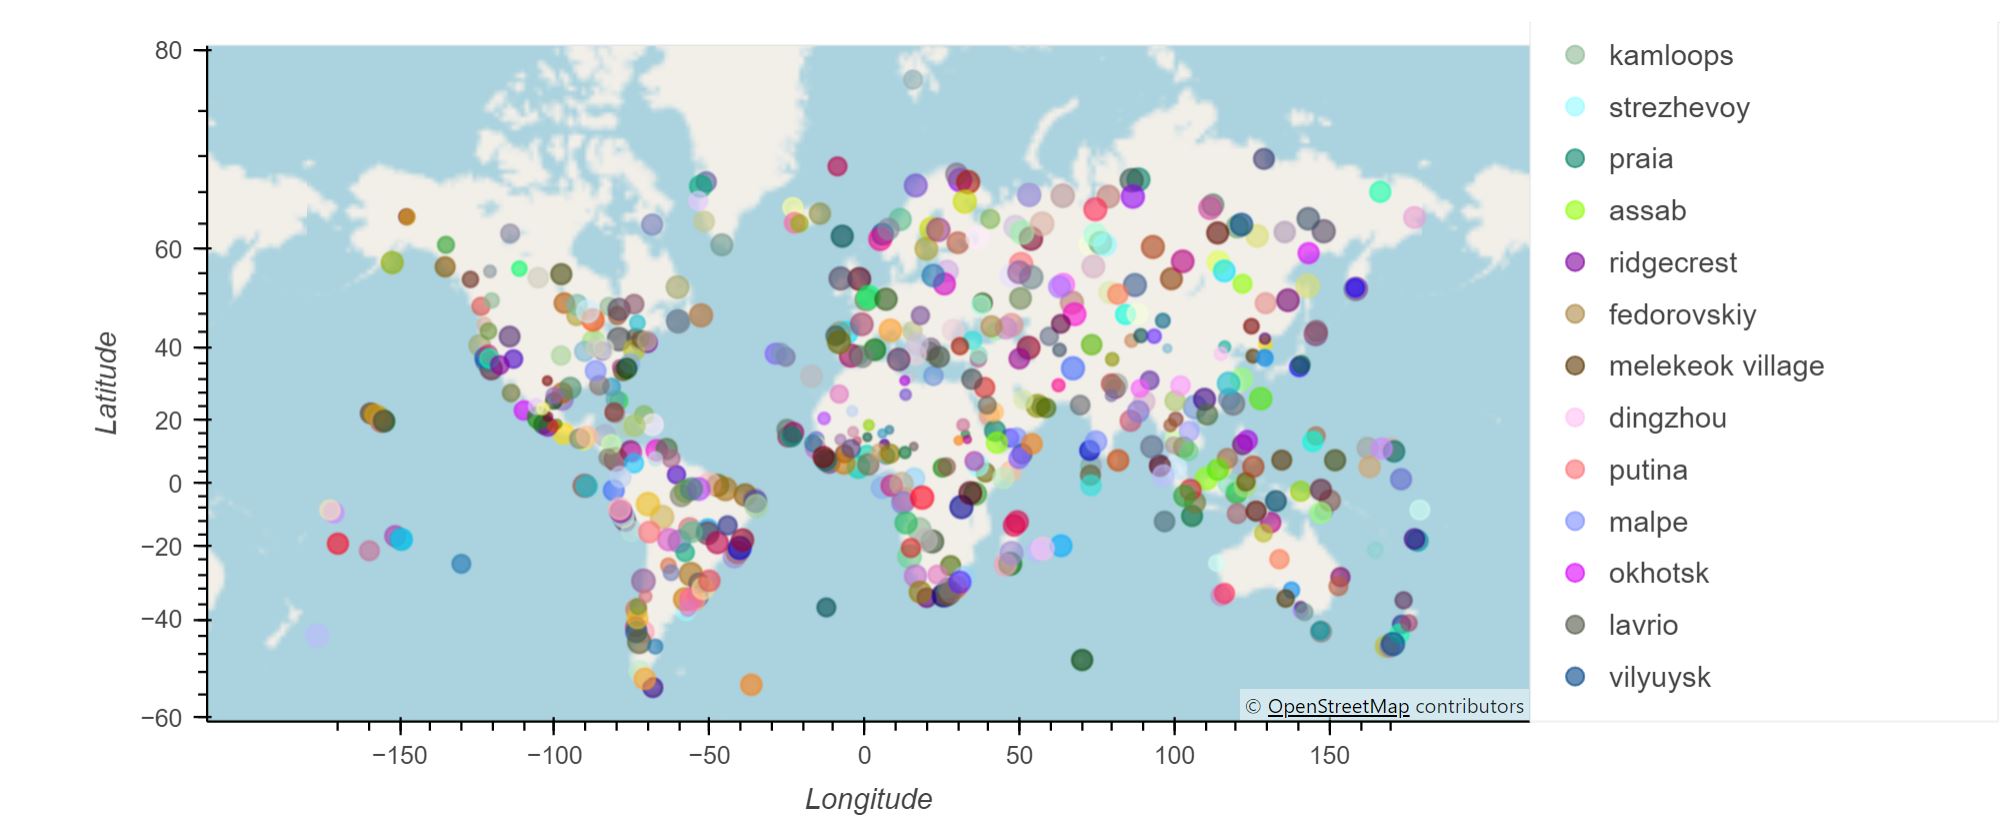 80
60
40
20
0
−20
−40
−60
Latitude
−150
−100
−50
0
50
100
150
Longitude
© OpenStreetMap contributors
kamloops
strezhevoy
praia
assab
ridgecrest
fedorovskiy
melekeok village
dingzhou
putina
malpe
okhotsk
lavrio
vilyuysk